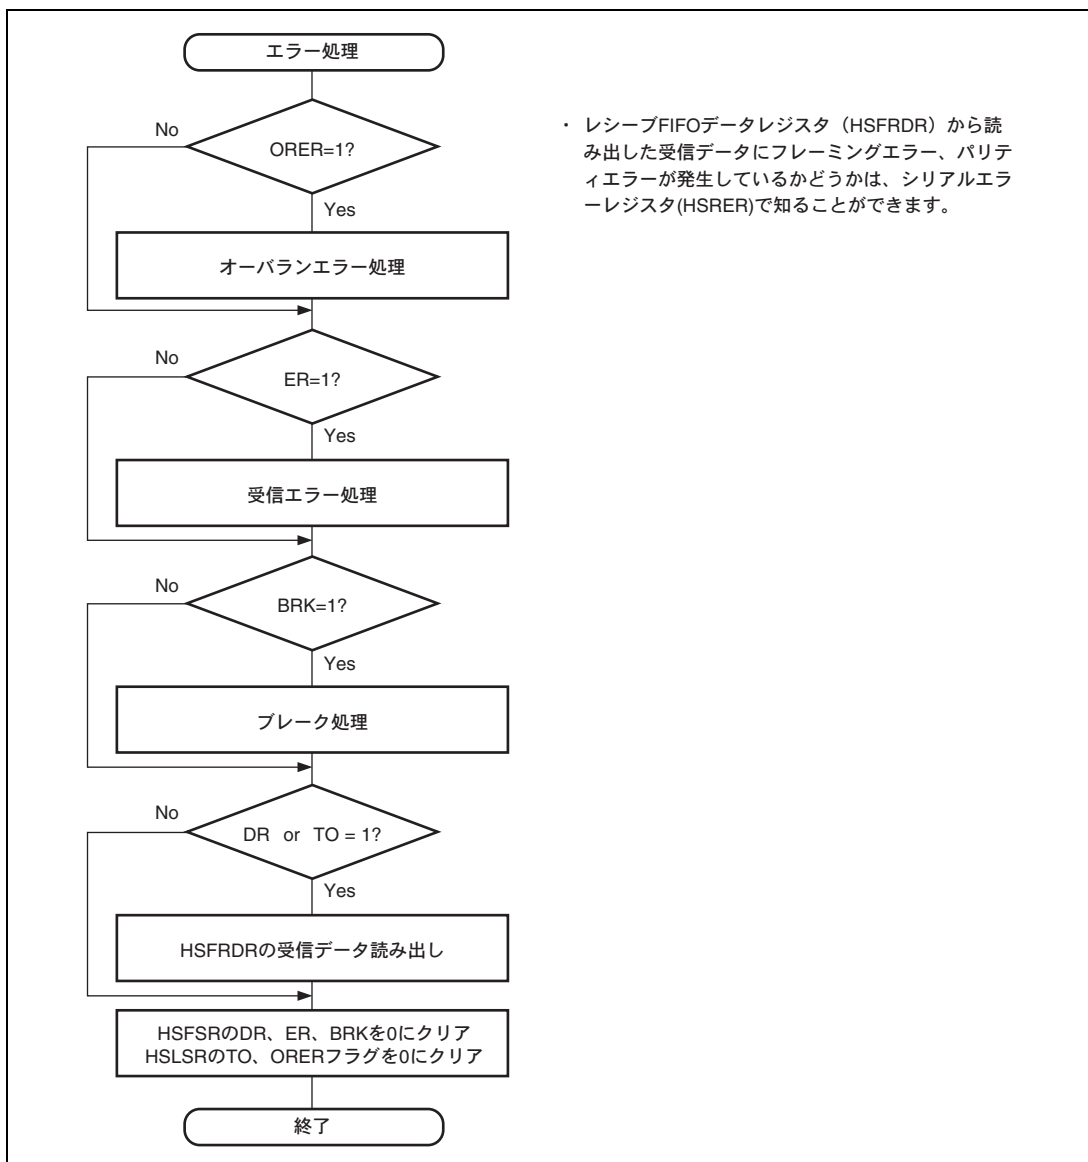 エラー処理
No
ORER=1?
Yes
オーバランエラー処理
・ レシーブFIFOデータレジスタ（HSFRDR）から読
み出した受信データにフレーミングエラー、パリテ
ィエラーが発生しているかどうかは、シリアルエラ
ーレジスタ(HSRER)で知ることができます。
No
ER=1?
Yes
受信エラー処理
No
BRK=1?
Yes
ブレーク処理
No
DR or TO = 1?
Yes
HSFRDRの受信データ読み出し
HSFSRのDR、ER、BRKを0にクリア
HSLSRのTO、ORERフラグを0にクリア
終了